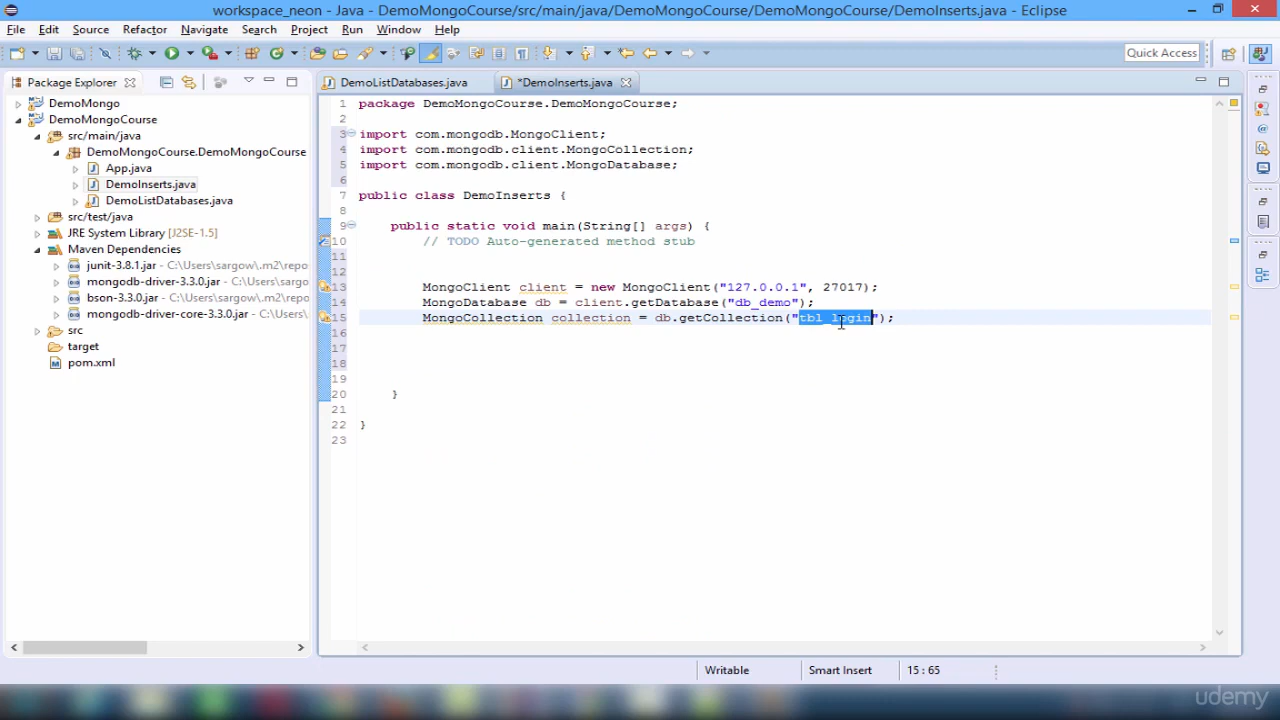 workspace_neon - Java - DemoMongoCourse/src/main/java/DemoMongoCourse/DemoMongoCourse/DemoInserts.java - Eclipse
File Edit Source Refactor Navigate Search Project Run Window Help
Quick Access
Package Explorer
DemoMongo
DemoMongoCourse
src/main/java
DemoMongoCourse.DemoMongoCourse
App.java
DemoInserts.java
DemoListDatabases.java
src/test/java
JRE System Library [J2SE-1.5]
Maven Dependencies
junit-3.8.1.jar - C:\Users\sargow\.m2\repo
mongodb-driver-3.3.0.jar - C:\Users\sargow\
bson-3.3.0.jar - C:\Users\sargow\.m2\repo
mongodb-driver-core-3.3.0.jar - C:\Users\sar
src
target
pom.xml
DemoListDatabases.java *DemoInserts.java
1 package DemoMongoCourse.DemoMongoCourse;
2
3 import com.mongodb.MongoClient;
4 import com.mongodb.client.MongoCollection;
5 import com.mongodb.client.MongoDatabase;
6
7 public class DemoInserts {
8
9 public static void main(String[] args) {
10 // TODO Auto-generated method stub
11
12
13 MongoClient client = new MongoClient("127.0.0.1", 27017);
14 MongoDatabase db = client.getDatabase("db_demo");
15 MongoCollection collection = db.getCollection("tbl_login");
16
17
18
19
20 }
21
22 }
23
Writable Smart Insert 15 : 65
udemy